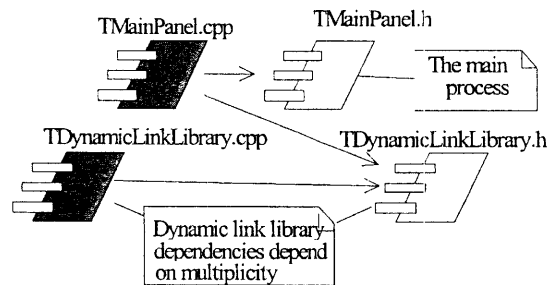 TMainPanel.cpp
TMainPanel.h
The main
process
TDynamicLinkLibrary.cpp
TDynamicLinkLibrary.h
Dynamic link library
dependencies depend
on multiplicity